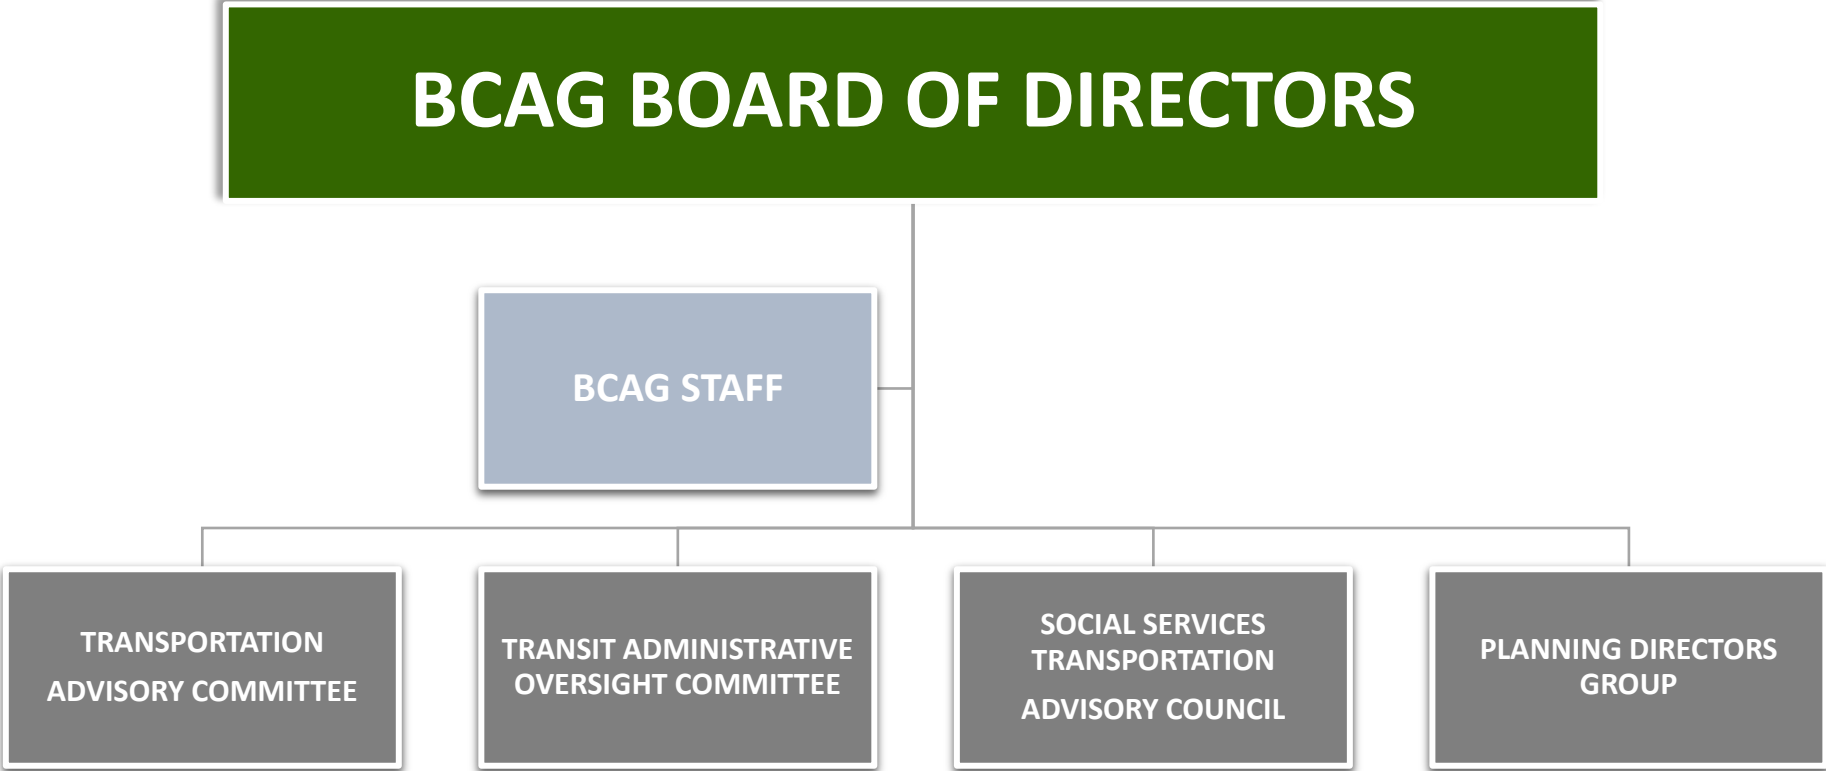 BCAG BOARD OF DIRECTORS
BCAG STAFF
TRANSPORTATION
ADVISORY COMMITTEE
TRANSIT ADMINISTRATIVE
OVERSIGHT COMMITTEE
SOCIAL SERVICES
TRANSPORTATION
ADVISORY COUNCIL
PLANNING DIRECTORS
GROUP